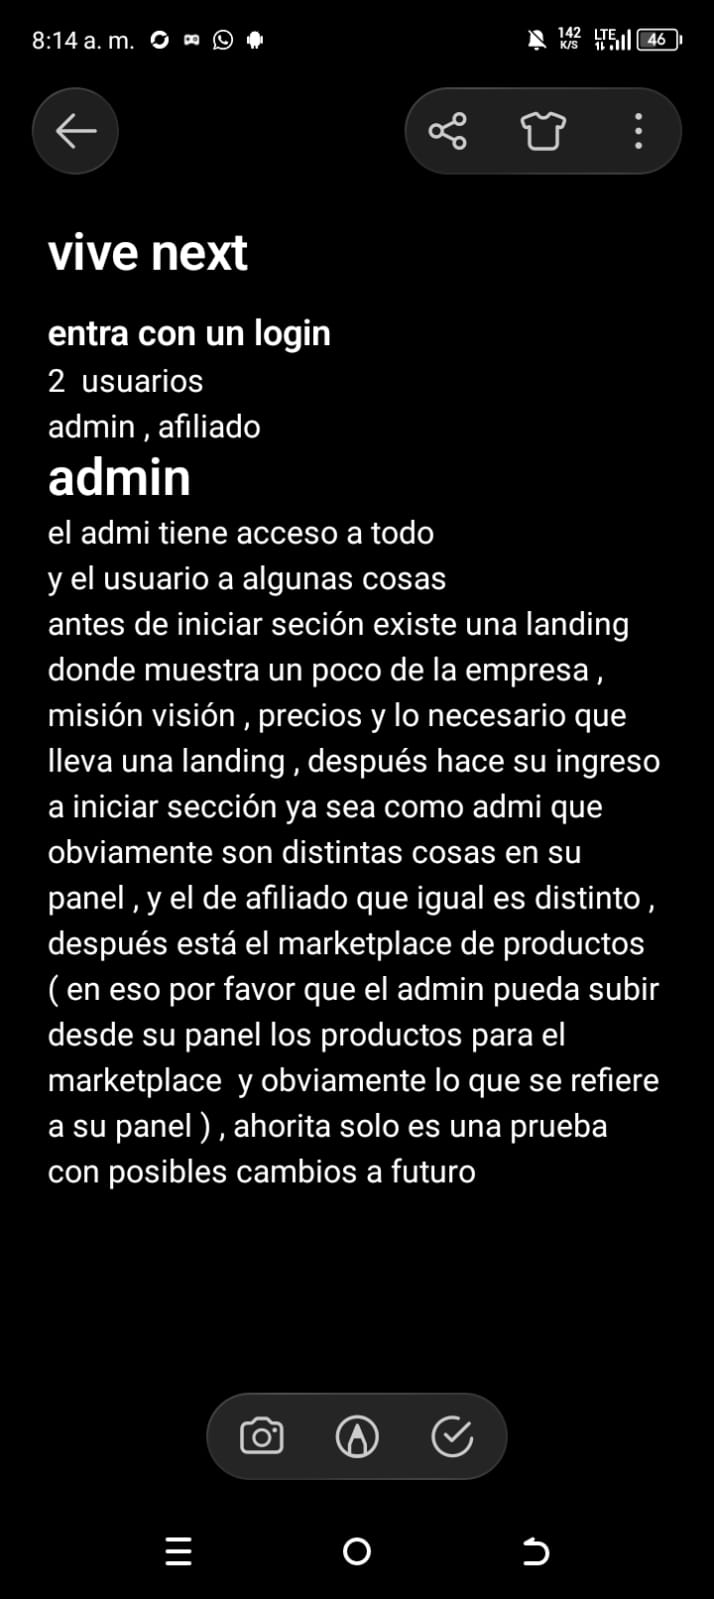 8:14 a. m.
142
K/S
LTE
46
vive next
entra con un login
2  usuarios
admin , afiliado
admin
el admi tiene acceso a todo
y el usuario a algunas cosas
antes de iniciar seción existe una landing
donde muestra un poco de la empresa ,
misión visión , precios y lo necesario que
lleva una landing , después hace su ingreso
a iniciar sección ya sea como admi que
obviamente son distintas cosas en su
panel , y el de afiliado que igual es distinto ,
después está el marketplace de productos
( en eso por favor que el admin pueda subir
desde su panel los productos para el
marketplace  y obviamente lo que se refiere
a su panel ) , ahorita solo es una prueba
con posibles cambios a futuro